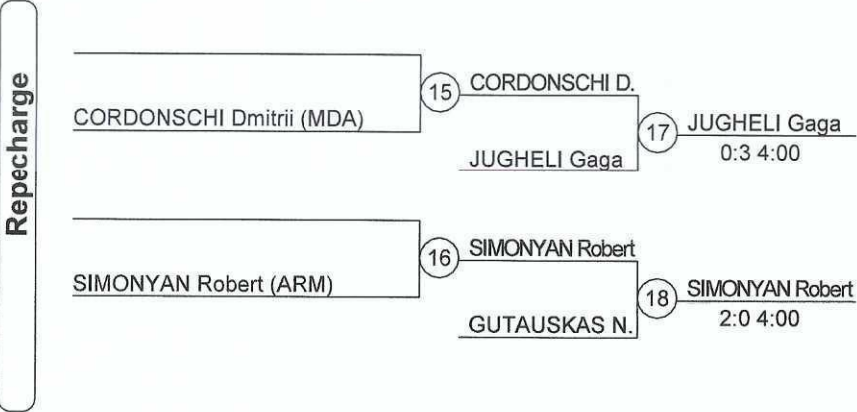 Repecharge
15
CORDONSCHI D.
CORDONSCHI Dmitrii (MDA)
17
JUGHELI Gaga
0:3 4:00
JUGHELI Gaga
16
SIMONYAN Robert
SIMONYAN Robert (ARM)
18
SIMONYAN Robert
2:0 4:00
GUTAUSKAS N.